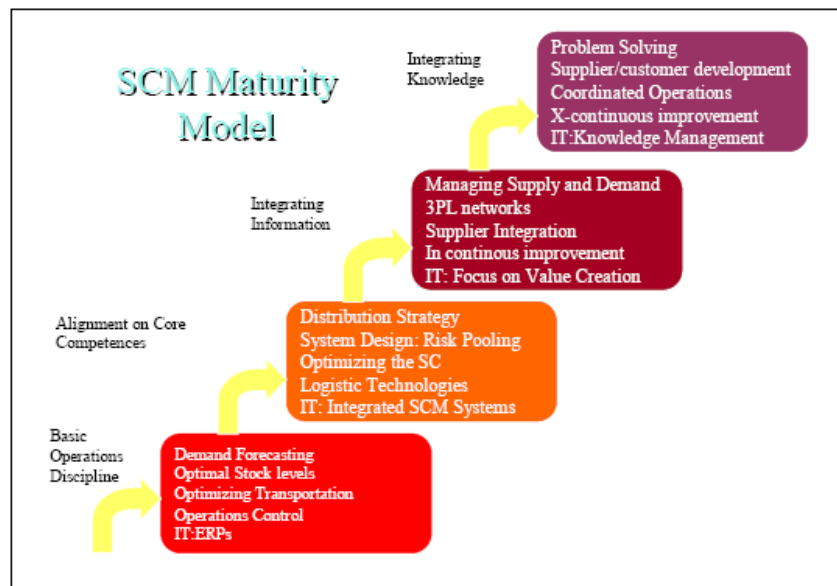 SCM Maturity
Model
Integrating
Knowledge
Problem Solving
Supplier/customer development
Coordinated Operations
X-continuous improvement
IT:Knowledge Management
Integrating
Information
Managing Supply and Demand
3PL networks
Supplier Integration
In continous improvement
IT: Focus on Value Creation
Alignment on Core
Competences
Distribution Strategy
System Design: Risk Pooling
Optimizing the SC
Logistic Technologies
IT: Integrated SCM Systems
Basic
Operations
Discipline
Demand Forecasting
Optimal Stock levels
Optimizing Transportation
Operations Control
IT:ERPs